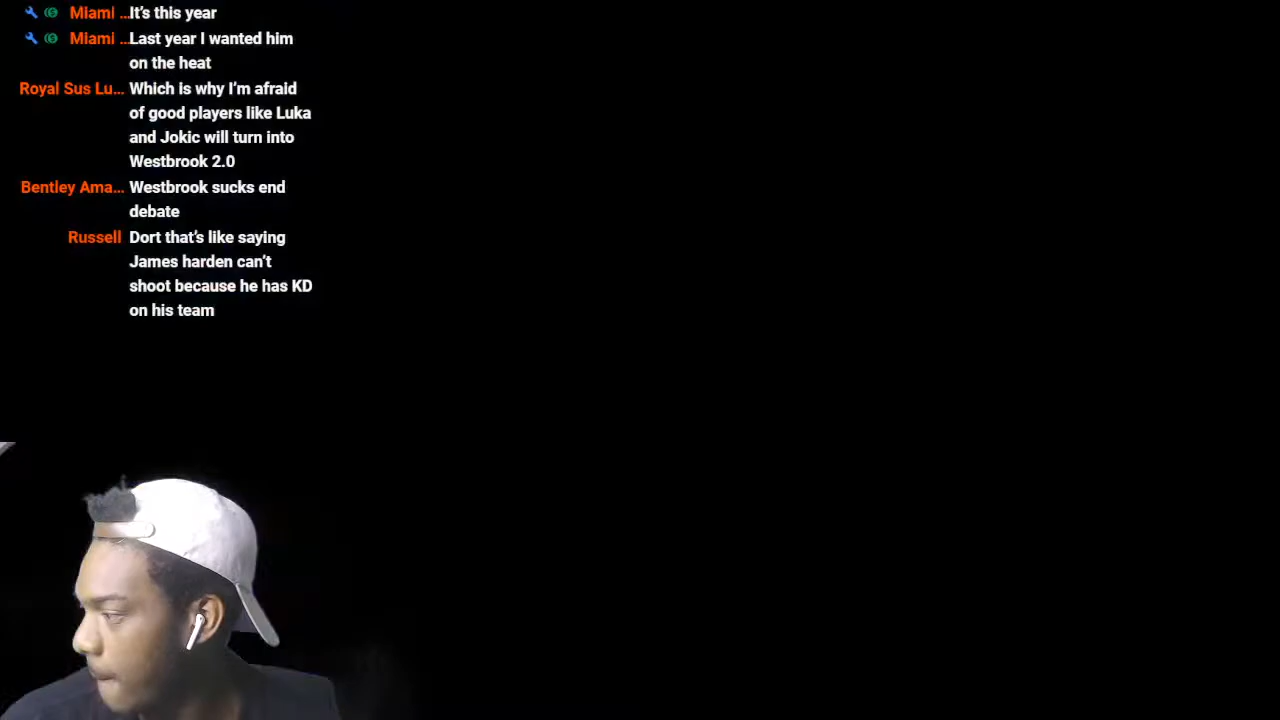 Miami ... It's this year
Miami ... Last year I wanted him
on the heat
Royal Sus Lu... Which is why I'm afraid
of good players like Luka
and Jokic will turn into
Westbrook 2.0
Bentley Ama... Westbrook sucks end
debate
Russell Dort that's like saying
James harden can't
shoot because he has KD
on his team